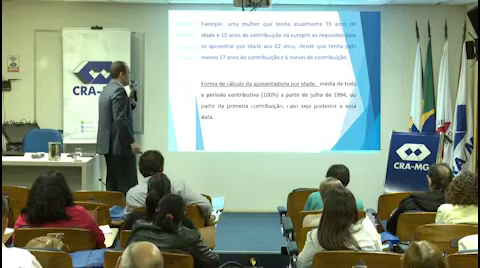 Exemplo: uma mulher que tenha atualmente 55 anos de
idade e 10 anos de contribuição irá cumprir os requisitos para
se aposentar por idade aos 62 anos, desde que tenha pelo
menos 17 anos de contribuição e 6 meses de contribuição.
Forma de cálculo da aposentadoria por idade: média de todo
o período contributivo (100%) a partir de julho de 1994, ou
a partir da primeira contribuição, caso seja posterior a essa
data.
CRA-
CRA-MG
CRA-M